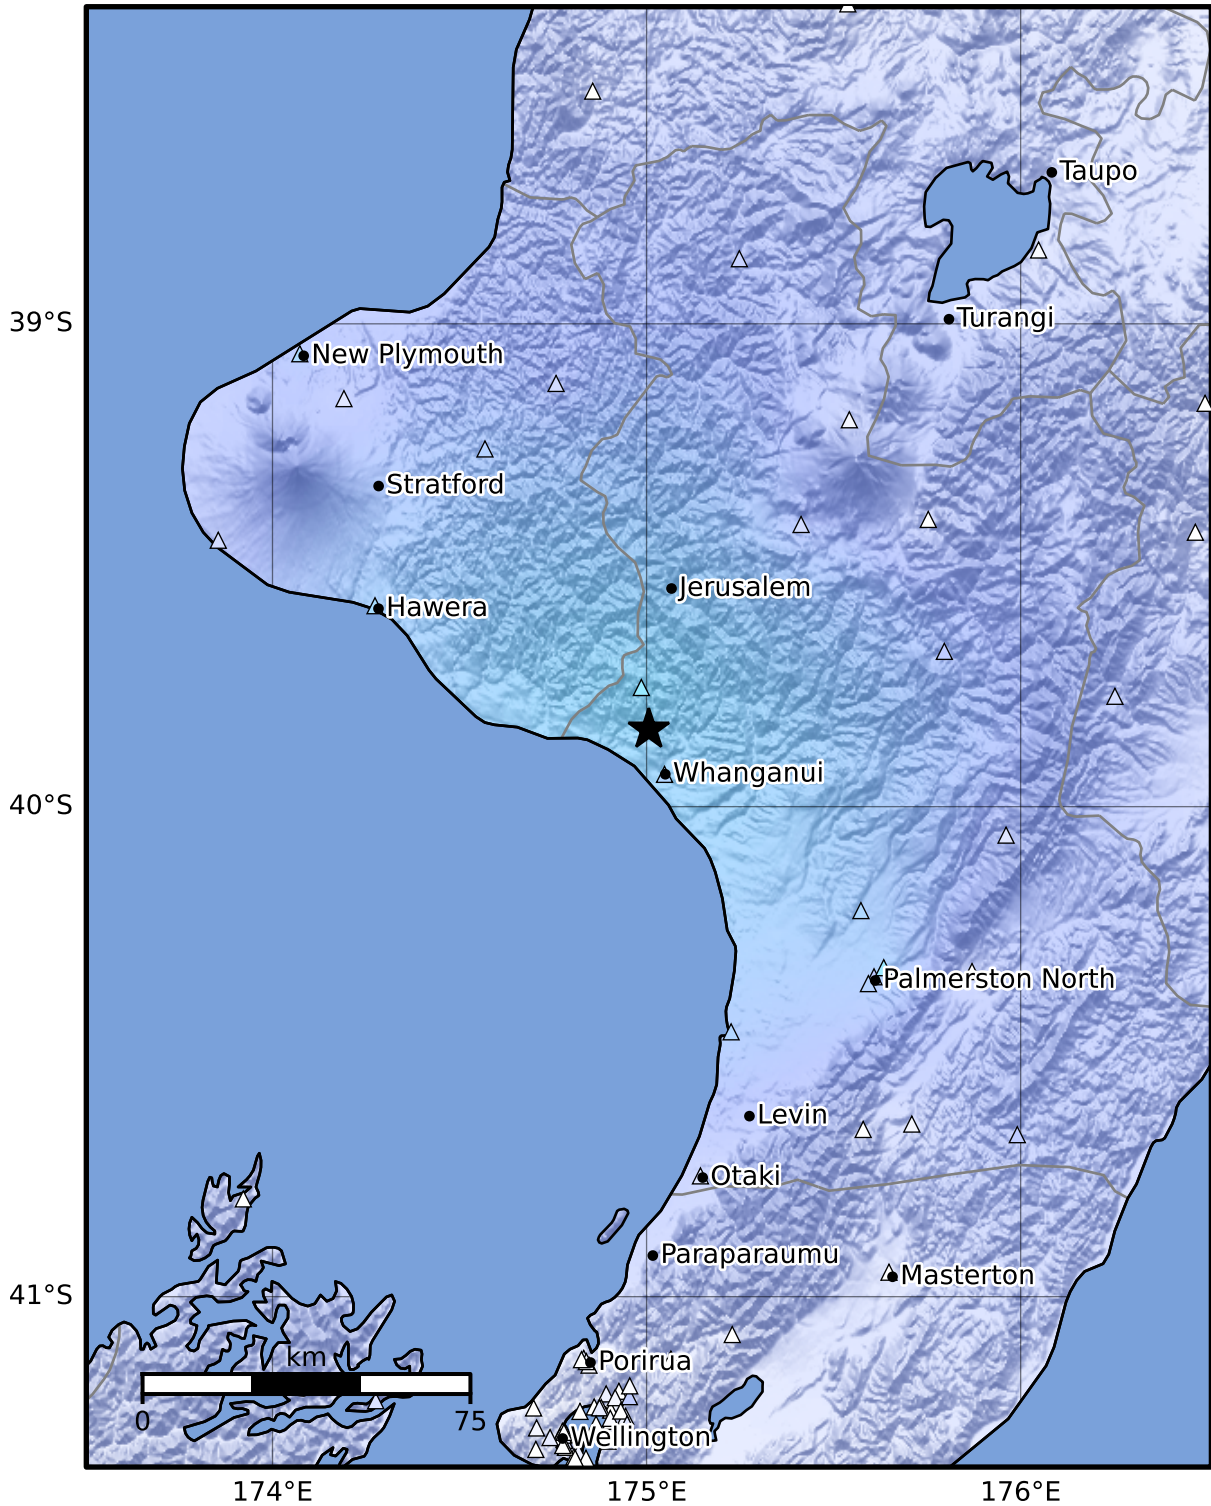 Taupo
39°S
Turangi
New Plymouth
Stratford
Jerusalem
Hawera
Whanganui
40°S
Palmerston North
Levin
Otaki
Paraparaumu
Masterton
41°S
km
Porirua
0
75
Wellington
174°E
175°E
176°E